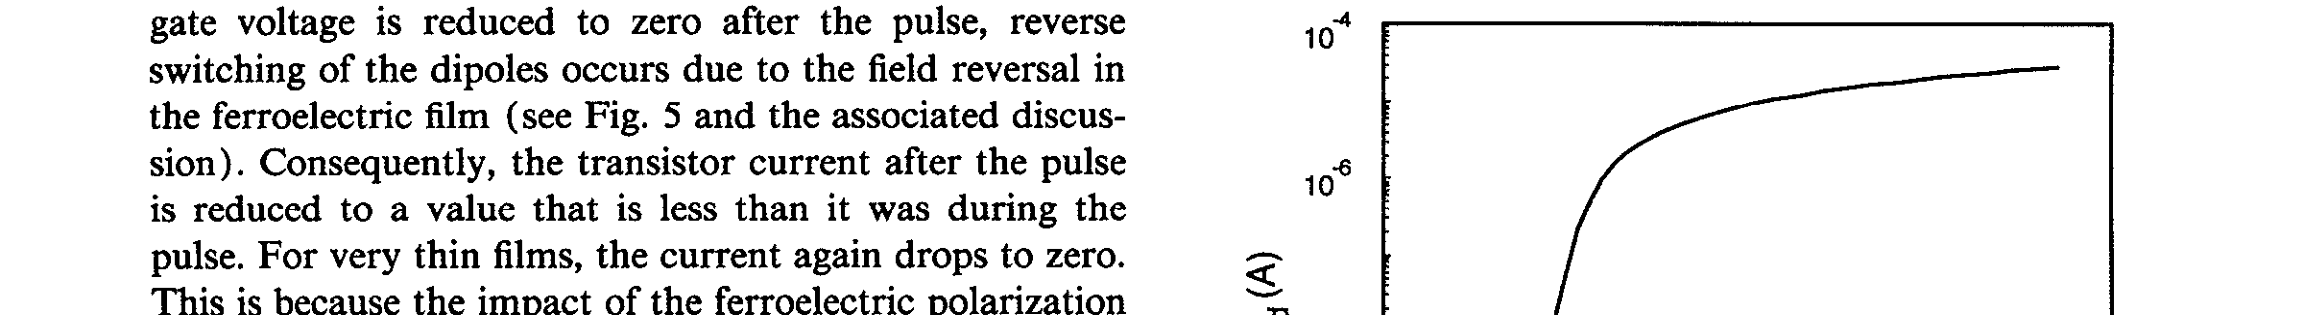 gate voltage is reduced to zero after the pulse, reverse
switching of the dipoles occurs due to the field reversal in
the ferroelectric film (see Fig. 5 and the associated discus-
sion). Consequently, the transistor current after the pulse
is reduced to a value that is less than it was during the
pulse. For very thin films, the current again drops to zero.
This is because the impact of the ferroelectric polarization
10-4
10-6
(A)